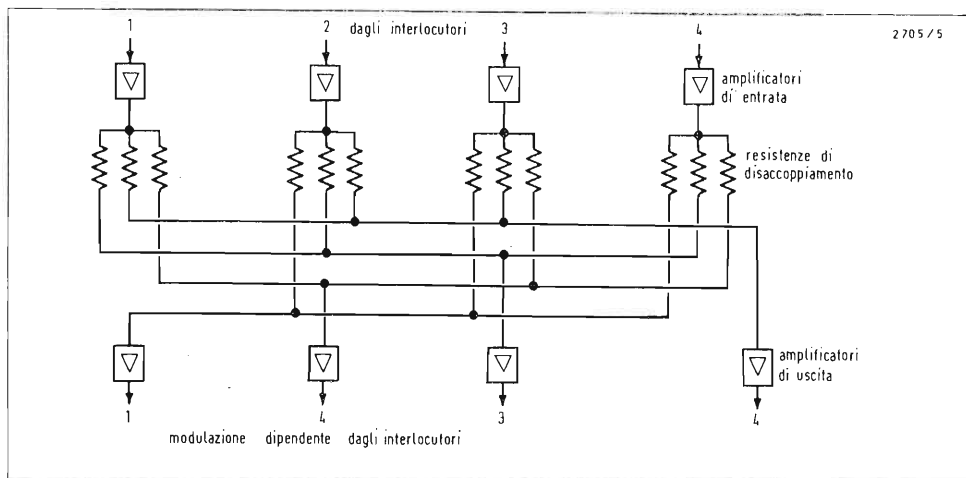 1 2 dagli interlocutori 3 4 2705/5
amplificatori
di entrata
resistenze di
disaccoppiamento
amplificatori
di uscita
1 4 3 4
modulazione dipendente dagli interlocutori